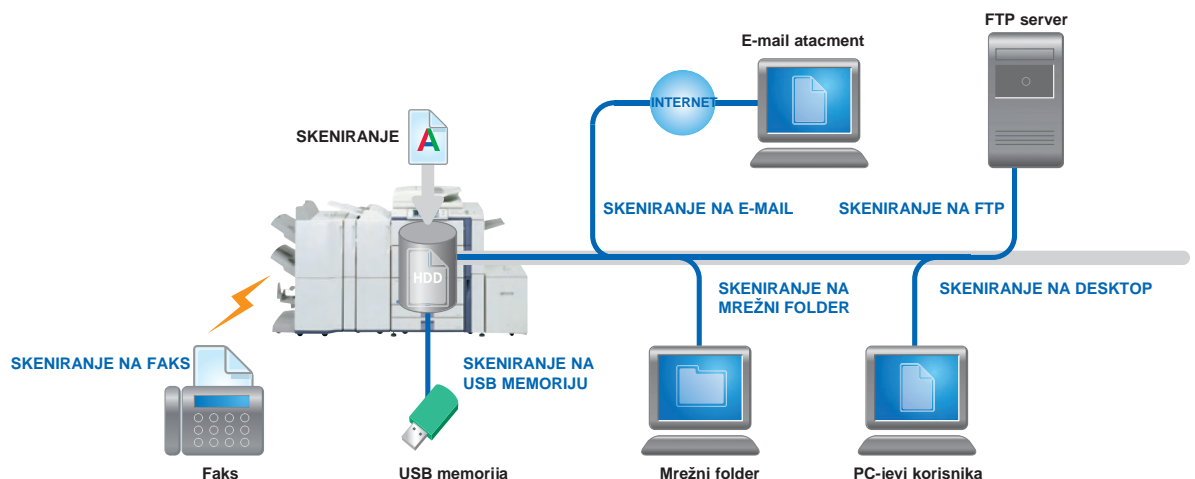 FTP server
E-mail atacment
INTERNET
SKENIRANJE
A
SKENIRANJE NA E-MAIL
SKENIRANJE NA FTP
HDD
SKENIRANJE NA
MREŽNI FOLDER
SKENIRANJE NA DESKTOP
SKENIRANJE NA FAKS
SKENIRANJE NA
USB MEMORIJU
Faks
USB memorija
Mrežni folder
PC-jevi korisnika